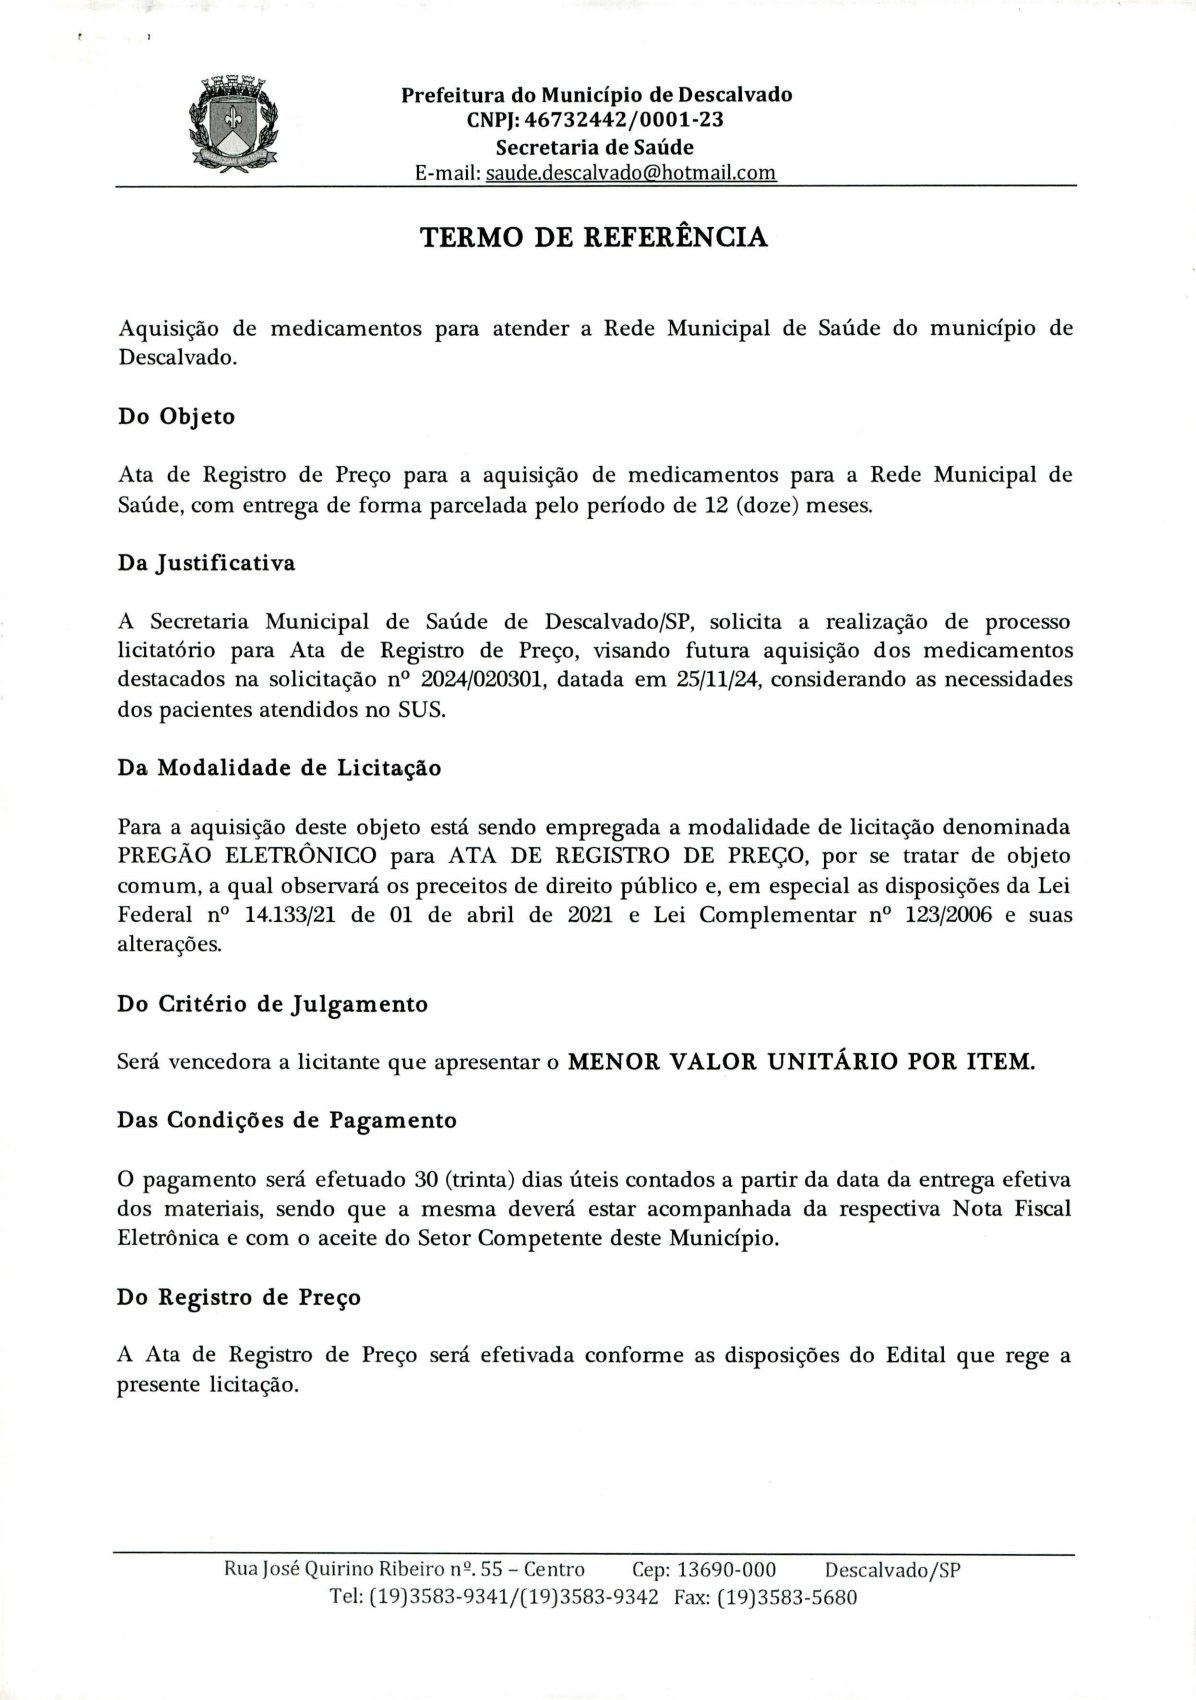 Prefeitura do Município de Descalvado
CNPJ: 46732442/0001-23
Secretaria de Saúde
E-mail: saude.descalvado@hotmail.com
TERMO DE REFERÊNCIA
Aquisição de medicamentos para atender a Rede Municipal de Saúde do município de
Descalvado.
Do Objeto
Ata de Registro de Preço para a aquisição de medicamentos para a Rede Municipal de
Saúde, com entrega de forma parcelada pelo período de 12 (doze) meses.
Da Justificativa
A Secretaria Municipal de Saúde de Descalvado/SP, solicita a realização de processo
licitatório para Ata de Registro de Preço, visando futura aquisição dos medicamentos
destacados na solicitação nº 2024/020301, datada em 25/11/24, considerando as necessidades
dos pacientes atendidos no SUS.
Da Modalidade de Licitação
Para a aquisição deste objeto está sendo empregada a modalidade de licitação denominada
PREGÃO ELETRÔNICO para ATA DE REGISTRO DE PREÇO, por se tratar de objeto
comum, a qual observará os preceitos de direito público e, em especial as disposições da Lei
Federal nº 14.133/21 de 01 de abril de 2021 e Lei Complementar nº 123/2006 e suas
alterações.
Do Critério de Julgamento
Será vencedora a licitante que apresentar o MENOR VALOR UNITÁRIO POR ITEM.
Das Condições de Pagamento
O pagamento será efetuado 30 (trinta) dias úteis contados a partir da data da entrega efetiva
dos materiais, sendo que a mesma deverá estar acompanhada da respectiva Nota Fiscal
Eletrônica e com o aceite do Setor Competente deste Município.
Do Registro de Preço
A Ata de Registro de Preço será efetivada conforme as disposições do Edital que rege a
presente licitação.
Rua José Quirino Ribeiro nº. 55 – Centro Cep: 13690-000 Descalvado/SP
Tel: (19)3583-9341/(19)3583-9342 Fax: (19)3583-5680